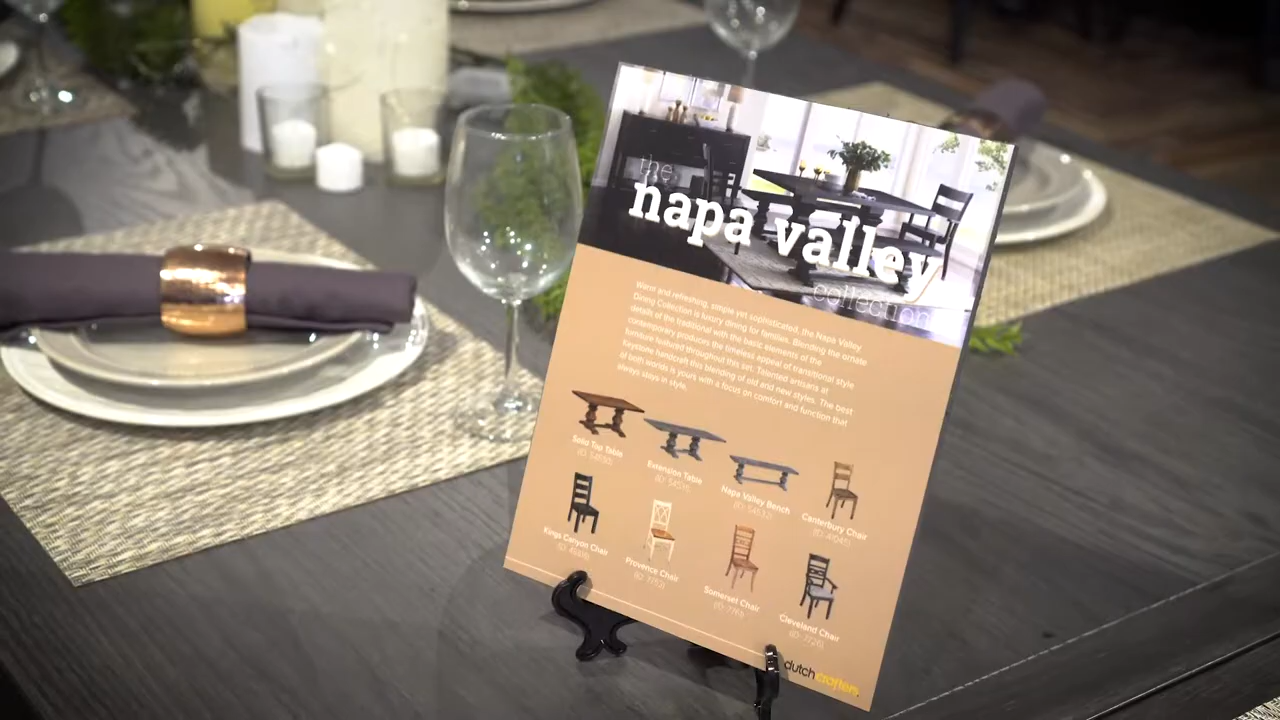 the
napa valley
collection
Warm and refreshing, simple yet sophisticated, the Napa Valley
Dining Collection is luxury dining for families. Blending the ornate
details of the traditional with the basic elements of the
contemporary produces the timeless appeal of transitional style
furniture featured throughout this set. Talented artisans at
Keystone handcraft this blending of old and new styles. The best
of both worlds is yours with a focus on comfort and function that
always stays in style.
Solid Top Table
Extension Table
Napa Valley Bench
Canterbury Chair
Kings Canyon Chair
Provence Chair
Somerset Chair
Cleveland Chair
dutchcrafters